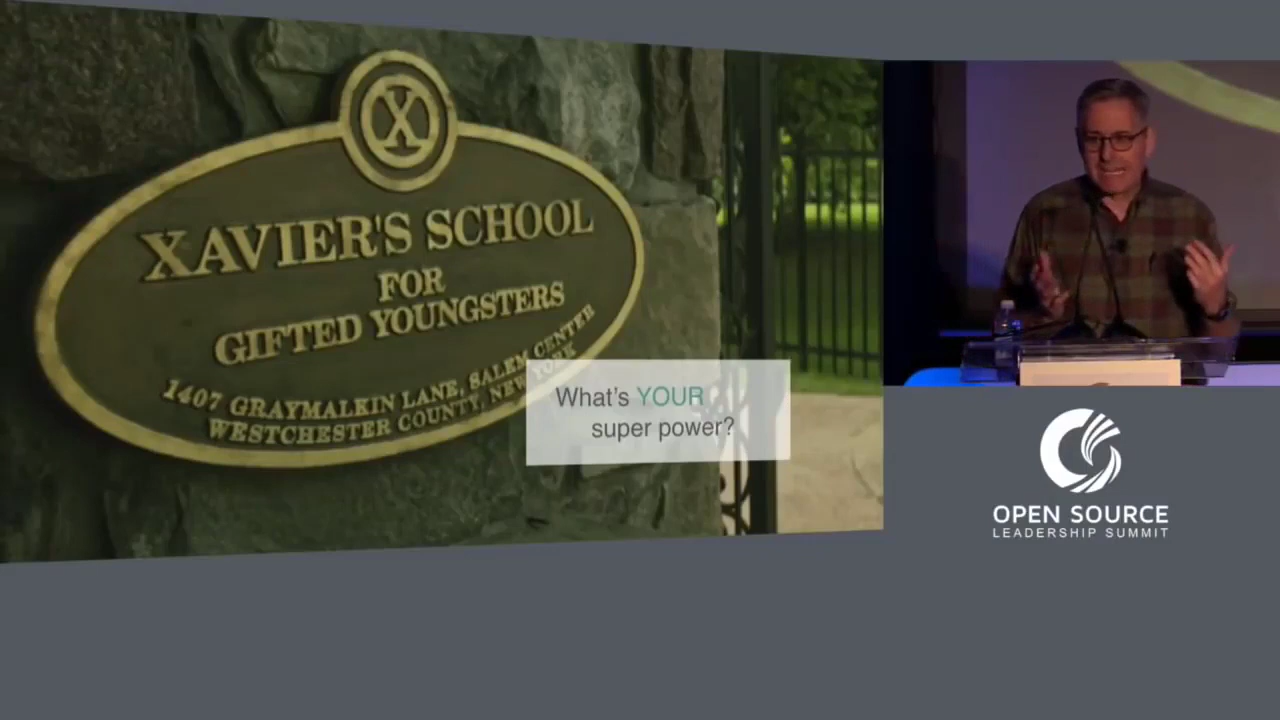 X
XAVIER'S SCHOOL
FOR
GIFTED YOUNGSTERS
1407 GRAYMALKIN LANE, SALEM CENTER
WESTCHESTER COUNTY, NEW YORK
What's YOUR
super power?
OPEN SOURCE
LEADERSHIP SUMMIT